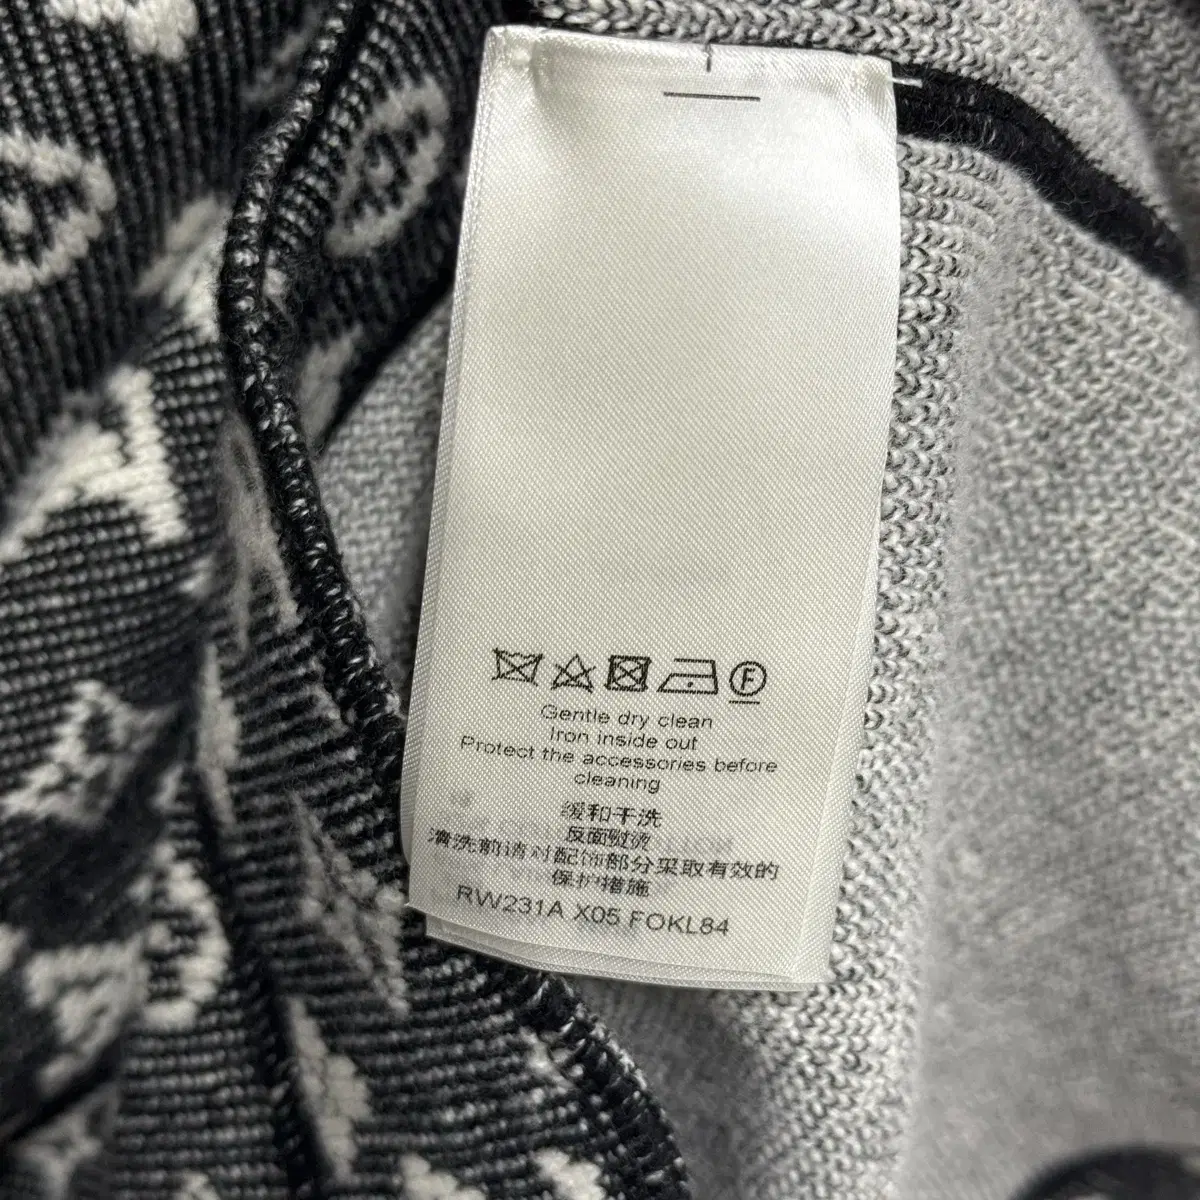 F
Gentle dry clean
Iron inside out
Protect the accessories before
cleaning
缓和干洗
反面熨烫
清洗前请对配饰部分采取有效的
保护措施
RW231A X05 FOKL84